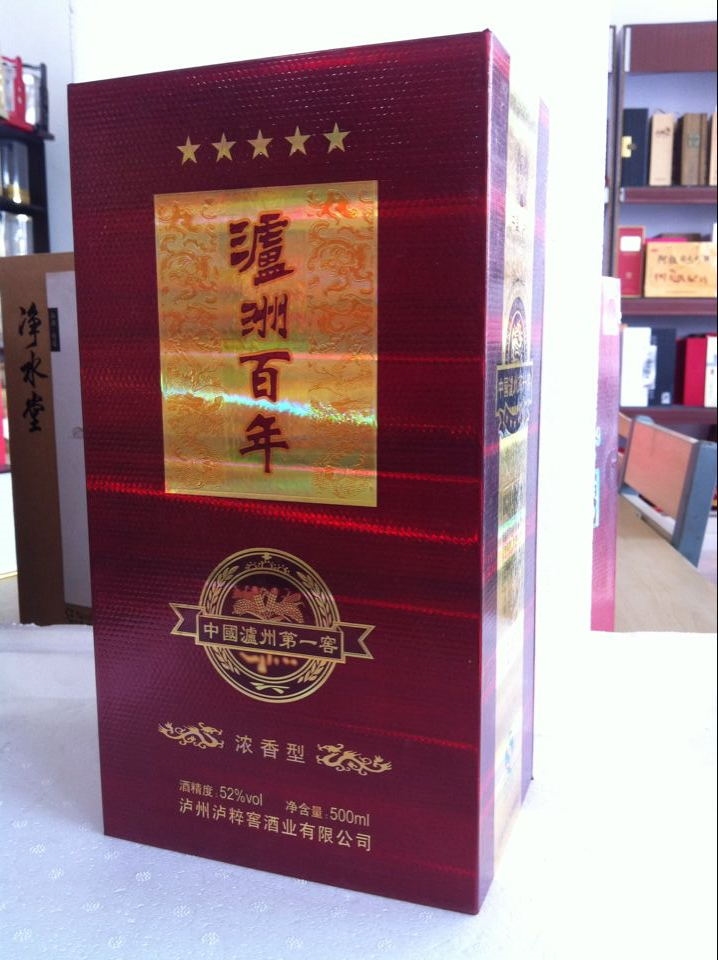 瀘洲百年
中國瀘州第一窖
浓香型
酒精度:52%vol 净含量:500ml
泸州泸粹窖酒业有限公司
净水堂